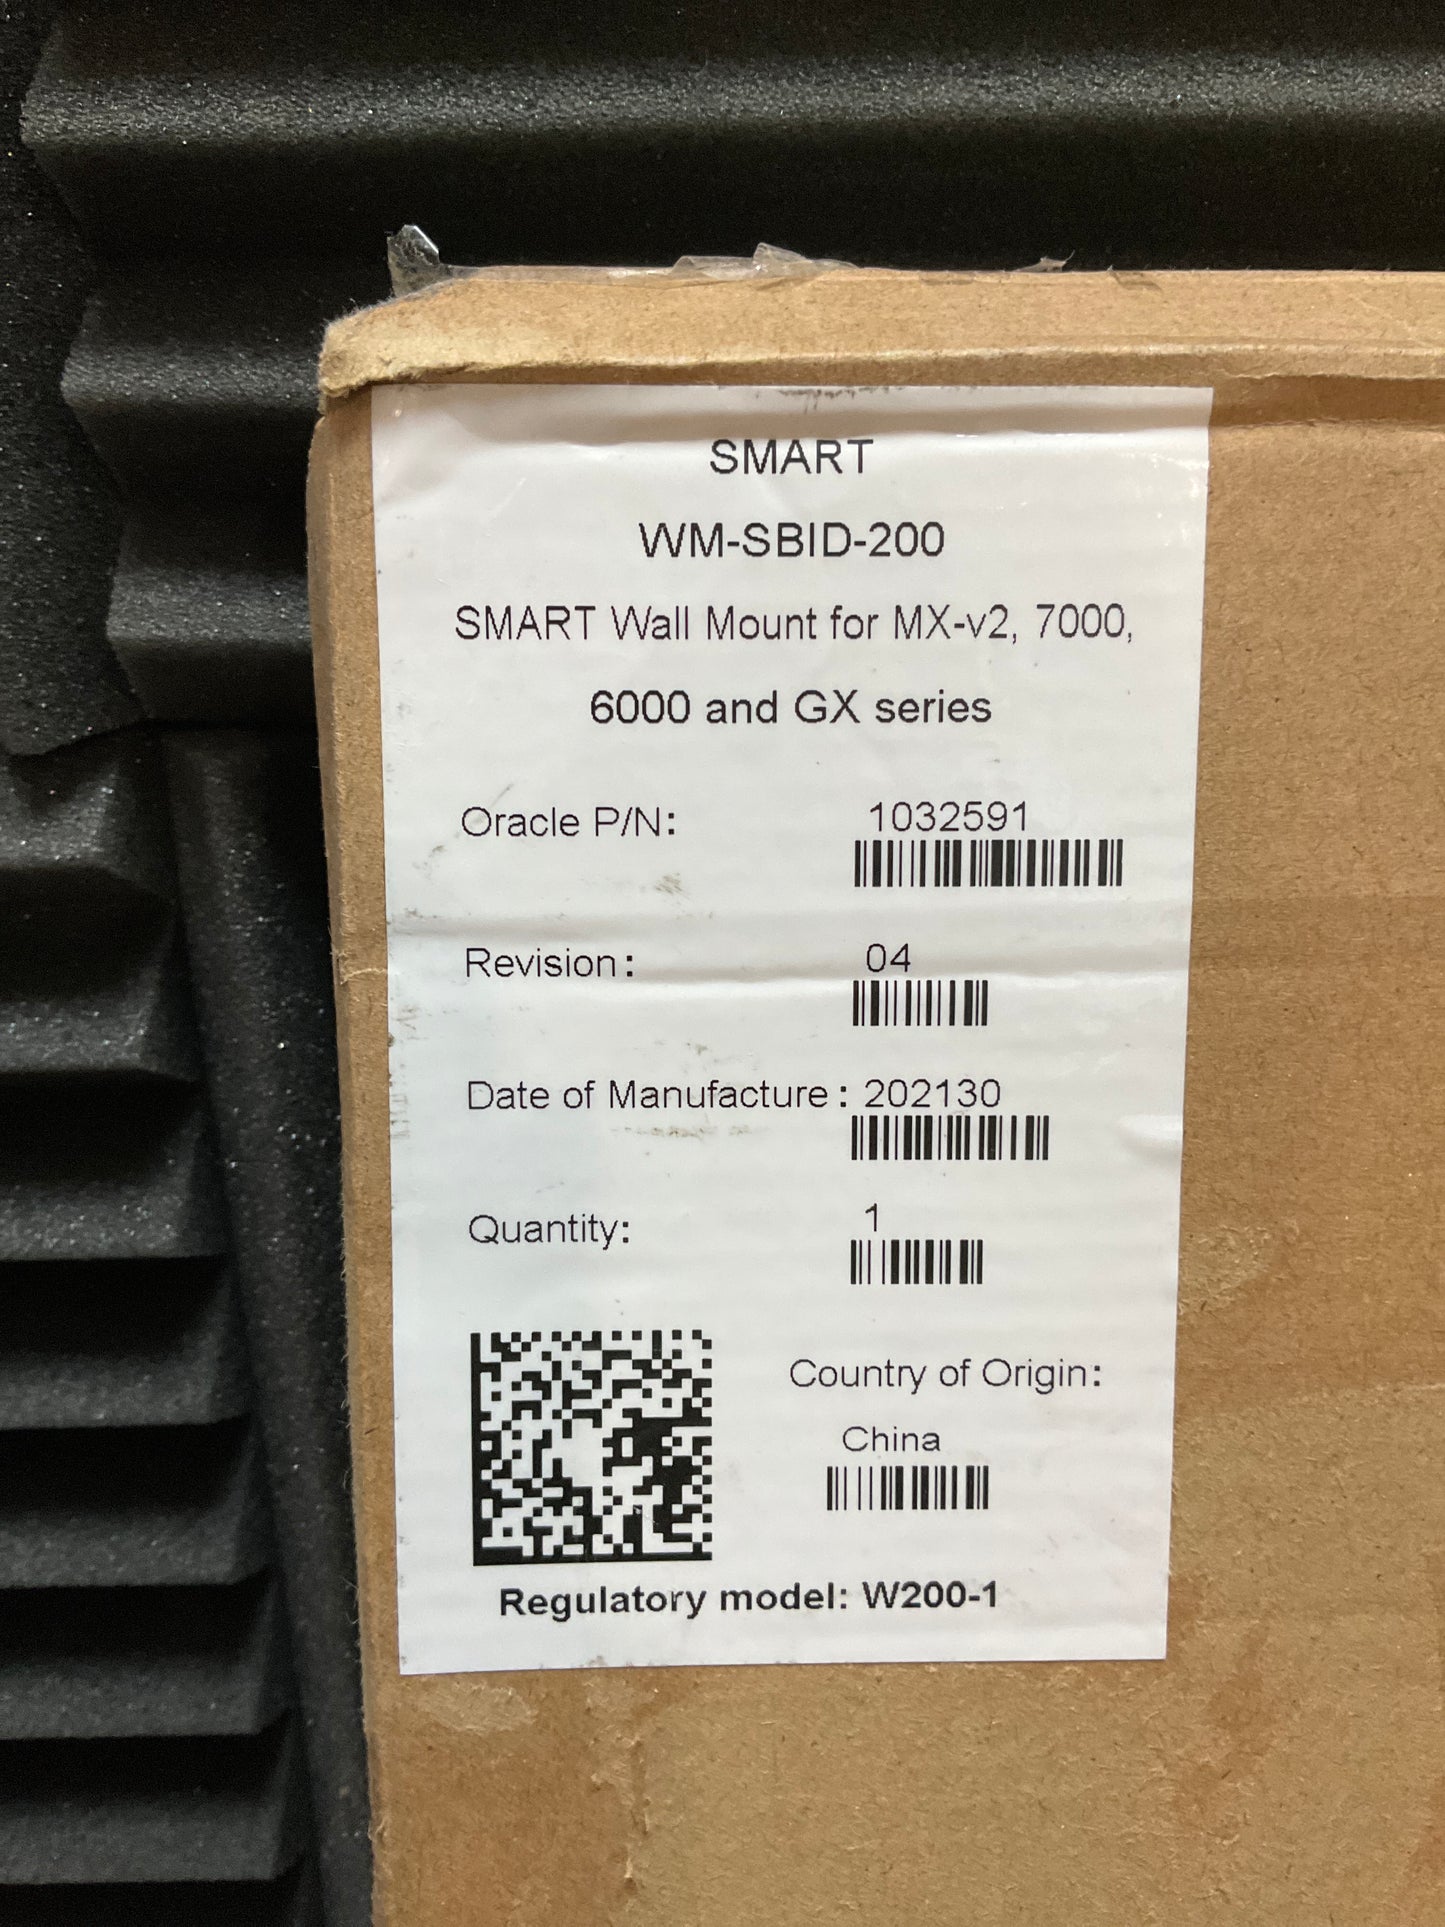 SMART
WM-SBID-200
SMART Wall Mount for MX-v2, 7000,
6000 and GX series
Oracle P/N: 1032591
Revision: 04
Date of Manufacture: 202130
Quantity: 1
Country of Origin:
China
Regulatory model: W200-1